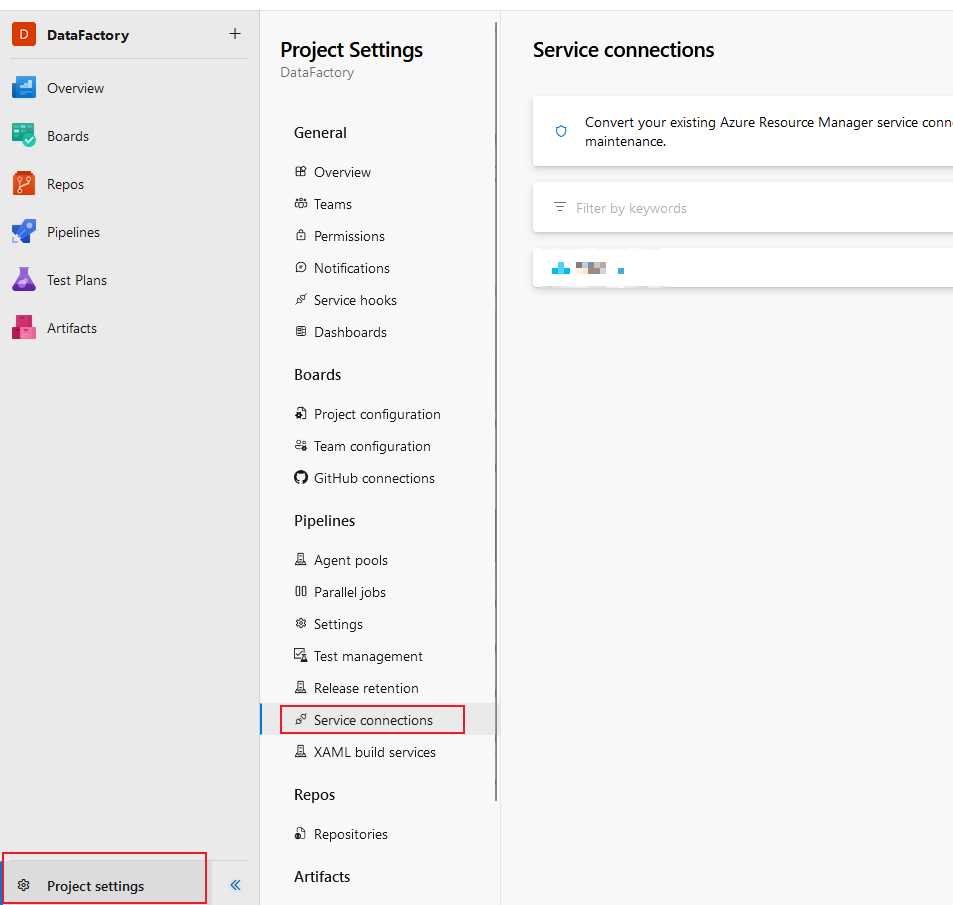 D DataFactory +
Overview
Boards
Repos
Pipelines
Test Plans
Artifacts
Project settings
Project Settings
DataFactory
General
Overview
Teams
Permissions
Notifications
Service hooks
Dashboards
Boards
Project configuration
Team configuration
GitHub connections
Pipelines
Agent pools
Parallel jobs
Settings
Test management
Release retention
Service connections
XAML build services
Repos
Repositories
Artifacts
Service connections
Convert your existing Azure Resource Manager service conn
maintenance.
Filter by keywords